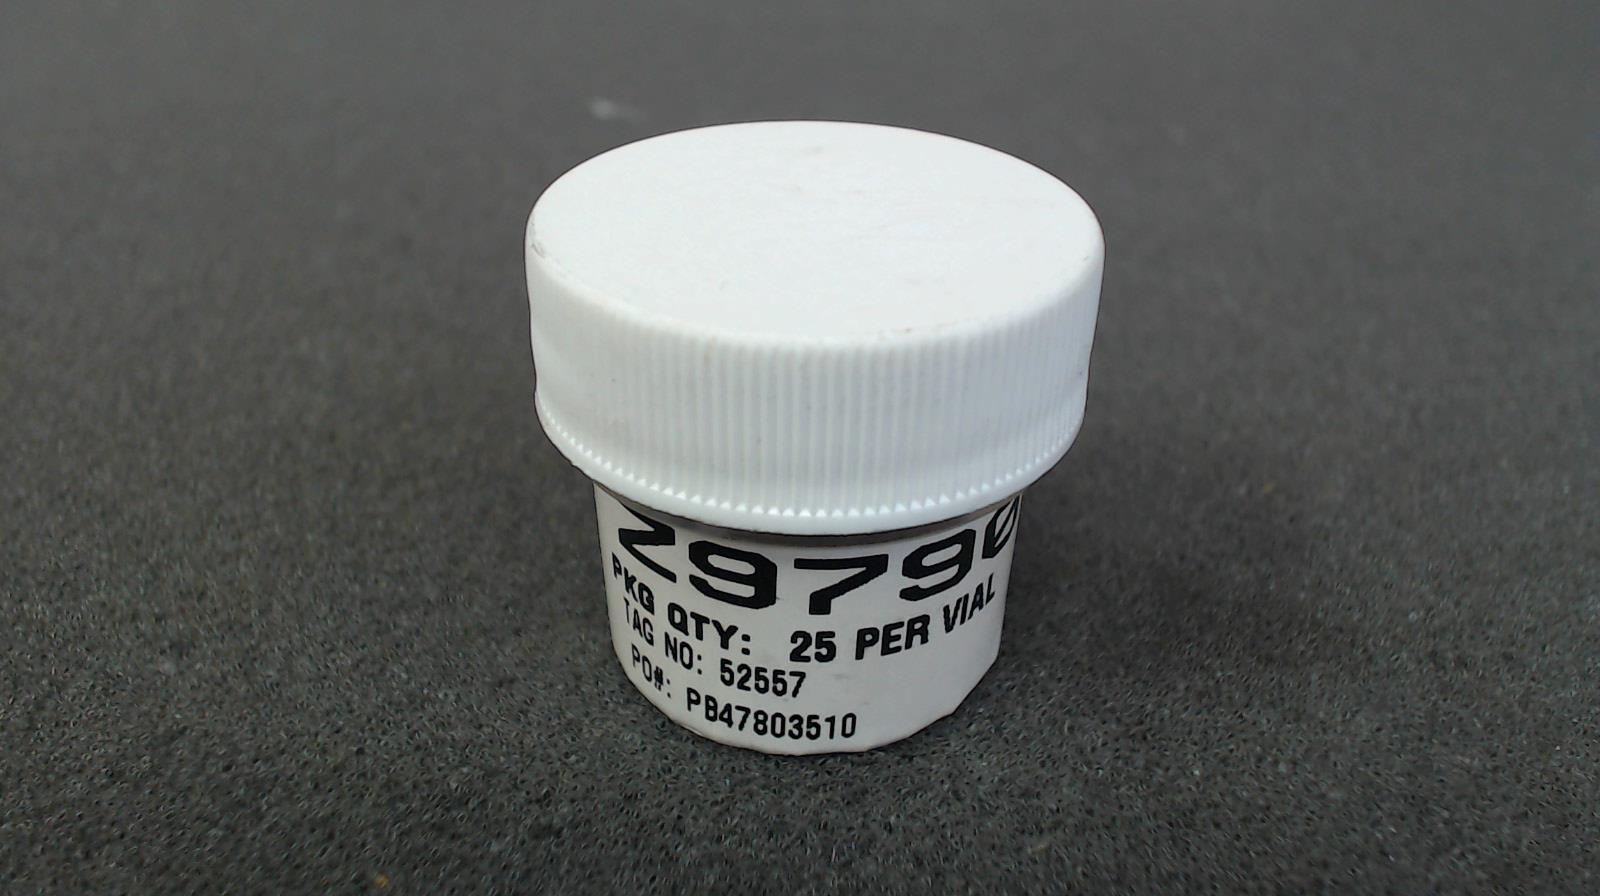 Z9790
PKG QTY: 25 PER VIAL
TAG NO: 52557
PO#: PB47803510